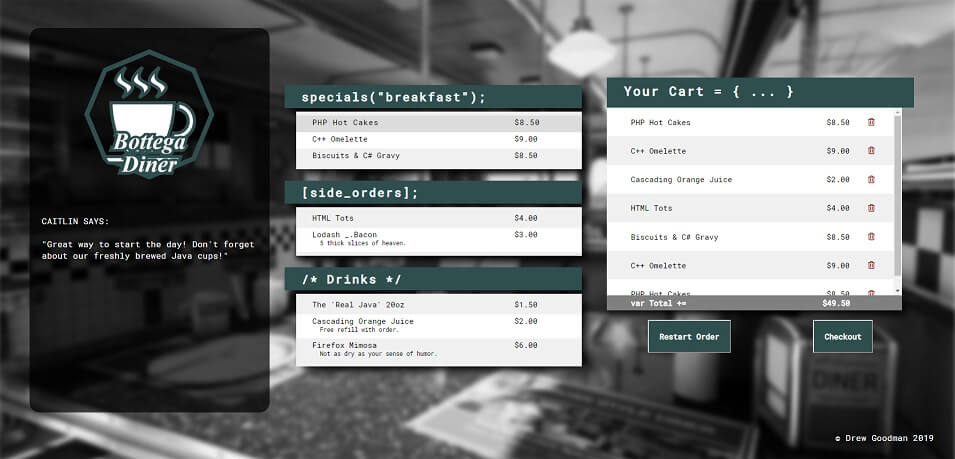 Bottega
Diner
CAITLIN SAYS:
"Great way to start the day! Don't forget
about our freshly brewed Java cups!"
specials("breakfast");
PHP Hot Cakes $8.50
C++ Omelette $9.00
Biscuits & C# Gravy $8.50
[side_orders];
HTML Tots $4.00
Lodash _.Bacon $3.00
5 thick slices of heaven.
/* Drinks */
The 'Real Java' 20oz $1.50
Cascading Orange Juice $2.00
Free refill with order.
Firefox Mimosa $6.00
Not as dry as your sense of humor.
Your Cart = { ... }
PHP Hot Cakes $8.50
C++ Omelette $9.00
Cascading Orange Juice $2.00
HTML Tots $4.00
Biscuits & C# Gravy $8.50
C++ Omelette $9.00
PHP Hot Cakes $8.50
var Total += $49.50
Restart Order
Checkout
DINER
© Drew Goodman 2019